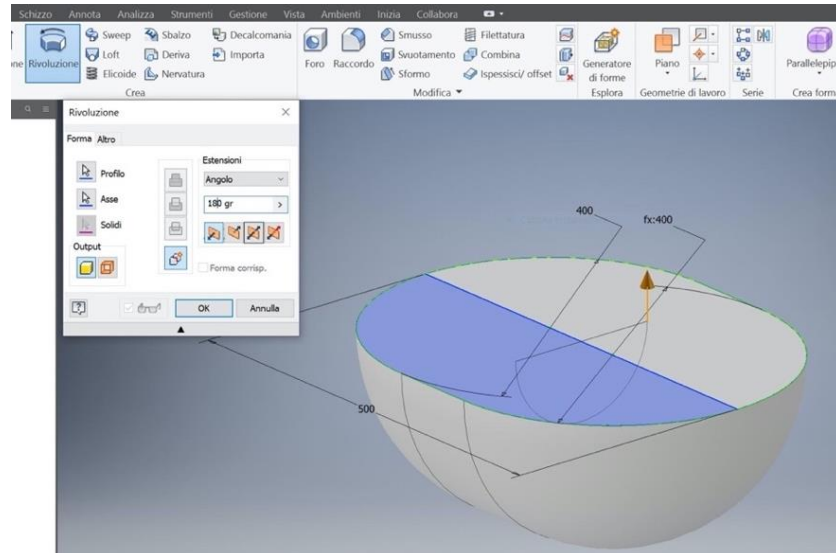 Schizzo Annota Analizza Strumenti Gestione Vista Ambienti Inizia Collabora
Rivoluzione
Sweep
Loft
Elicoide
Sbalzo
Deriva
Nervatura
Decalcomania
Importa
Crea
Foro
Raccordo
Smusso
Svuotamento
Sformo
Filettatura
Combina
Ispessisci/ offset
Modifica
Generatore
di forme
Esplora
Piano
Geometrie di lavoro
Serie
Crea form
Rivoluzione
Forma Altro
Profilo
Asse
Solidi
Output
Estensioni
Angolo
180 gr
Forma corrisp.
OK
Annulla
400
fx:400
500